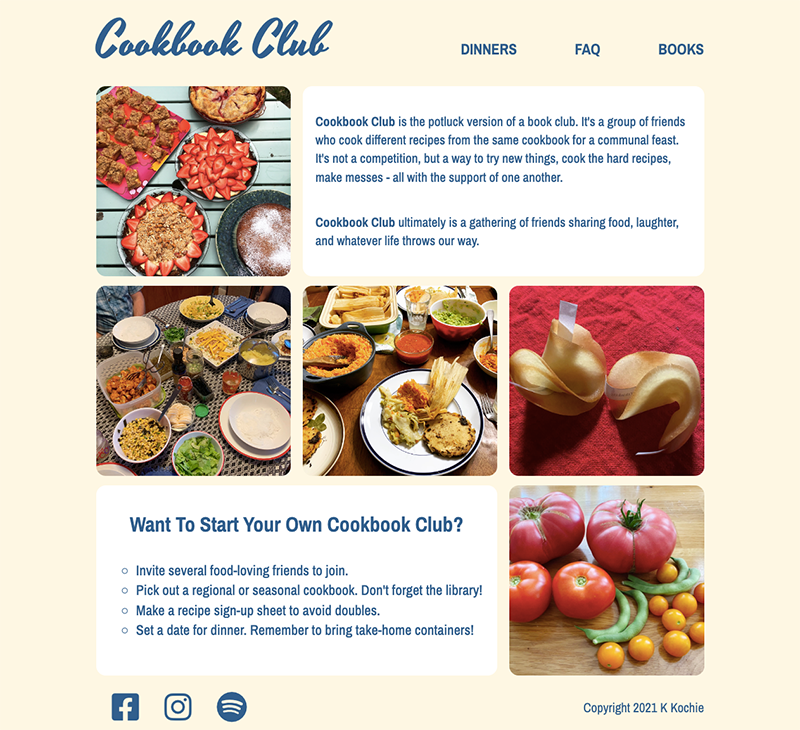 Cookbook Club
DINNERS FAQ BOOKS
Cookbook Club is the potluck version of a book club. It's a group of friends
who cook different recipes from the same cookbook for a communal feast.
It's not a competition, but a way to try new things, cook the hard recipes,
make messes - all with the support of one another.
Cookbook Club ultimately is a gathering of friends sharing food, laughter,
and whatever life throws our way.
Want To Start Your Own Cookbook Club?
Invite several food-loving friends to join.
Pick out a regional or seasonal cookbook. Don't forget the library!
Make a recipe sign-up sheet to avoid doubles.
Set a date for dinner. Remember to bring take-home containers!
Copyright 2021 K Kochie